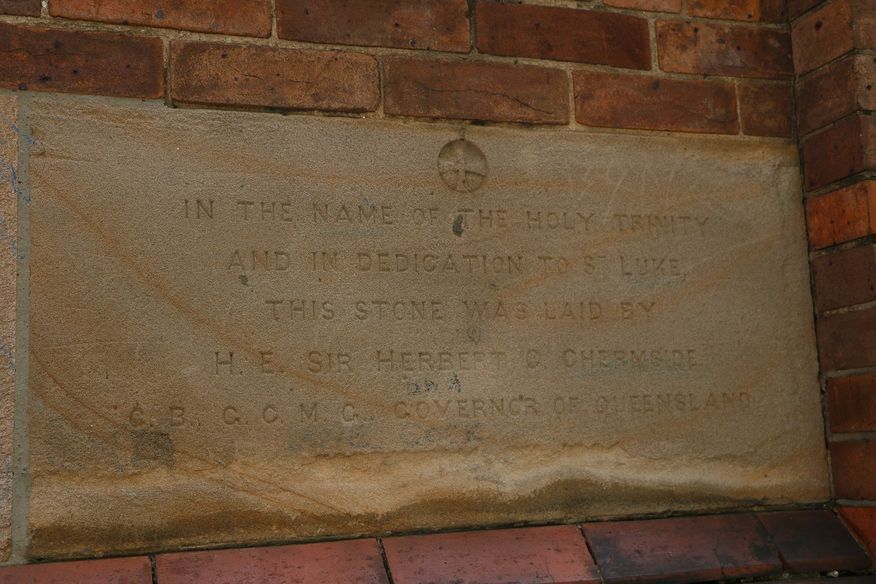 IN THE NAME OF THE HOLY TRINITY
AND IN DEDICATION TO ST LUKE,
THIS STONE WAS LAID BY
H. E. SIR HERBERT C CHERMSIDE
C. B., G. C. M. G., GOVERNOR OF QUEENSLAND